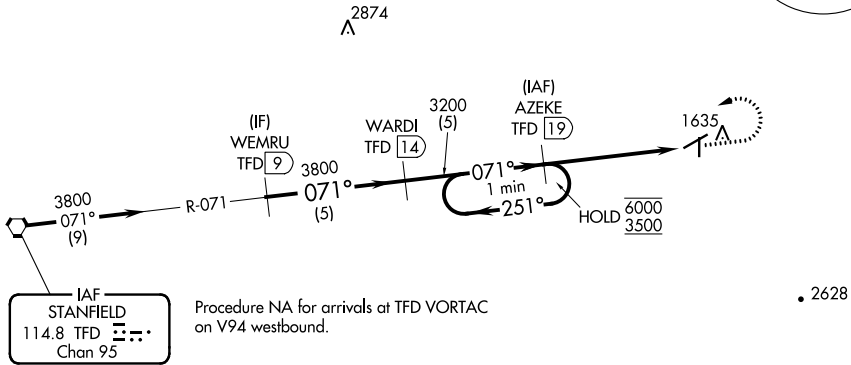 2874
(IAF)
AZEKE
TFD 19
3200
(5)
1635
(IF)
WEMRU
TFD 9
WARDI
TFD 14
3800
071°
(5)
071°
1 min
251°
HOLD 6000
3500
3800
071°
(9)
R-071
IAF
STANFIELD
114.8 TFD
Chan 95
Procedure NA for arrivals at TFD VORTAC
on V94 westbound.
2628